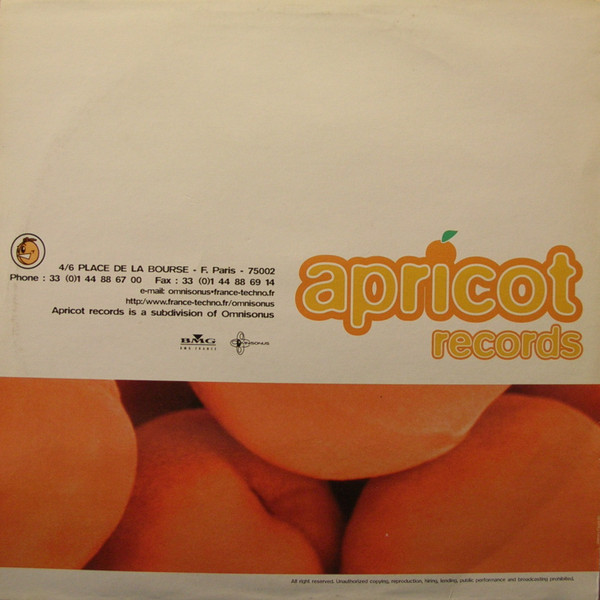 4/6 PLACE DE LA BOURSE - F. Paris - 75002
Phone : 33 (0)1 44 88 67 00 Fax : 33 (0)1 44 88 69 14
e-mail: omnisonus•france-techno.fr
http:/www.france-techno.fr/omnisonus
Apricot records is a subdivision of Omnisonus
BMG
BMG FRANCE
OMNISONUS
apricot
records
All right reserved. Unauthorized copying, reproduction, hiring, lending, public performance and broadcasting prohibited.